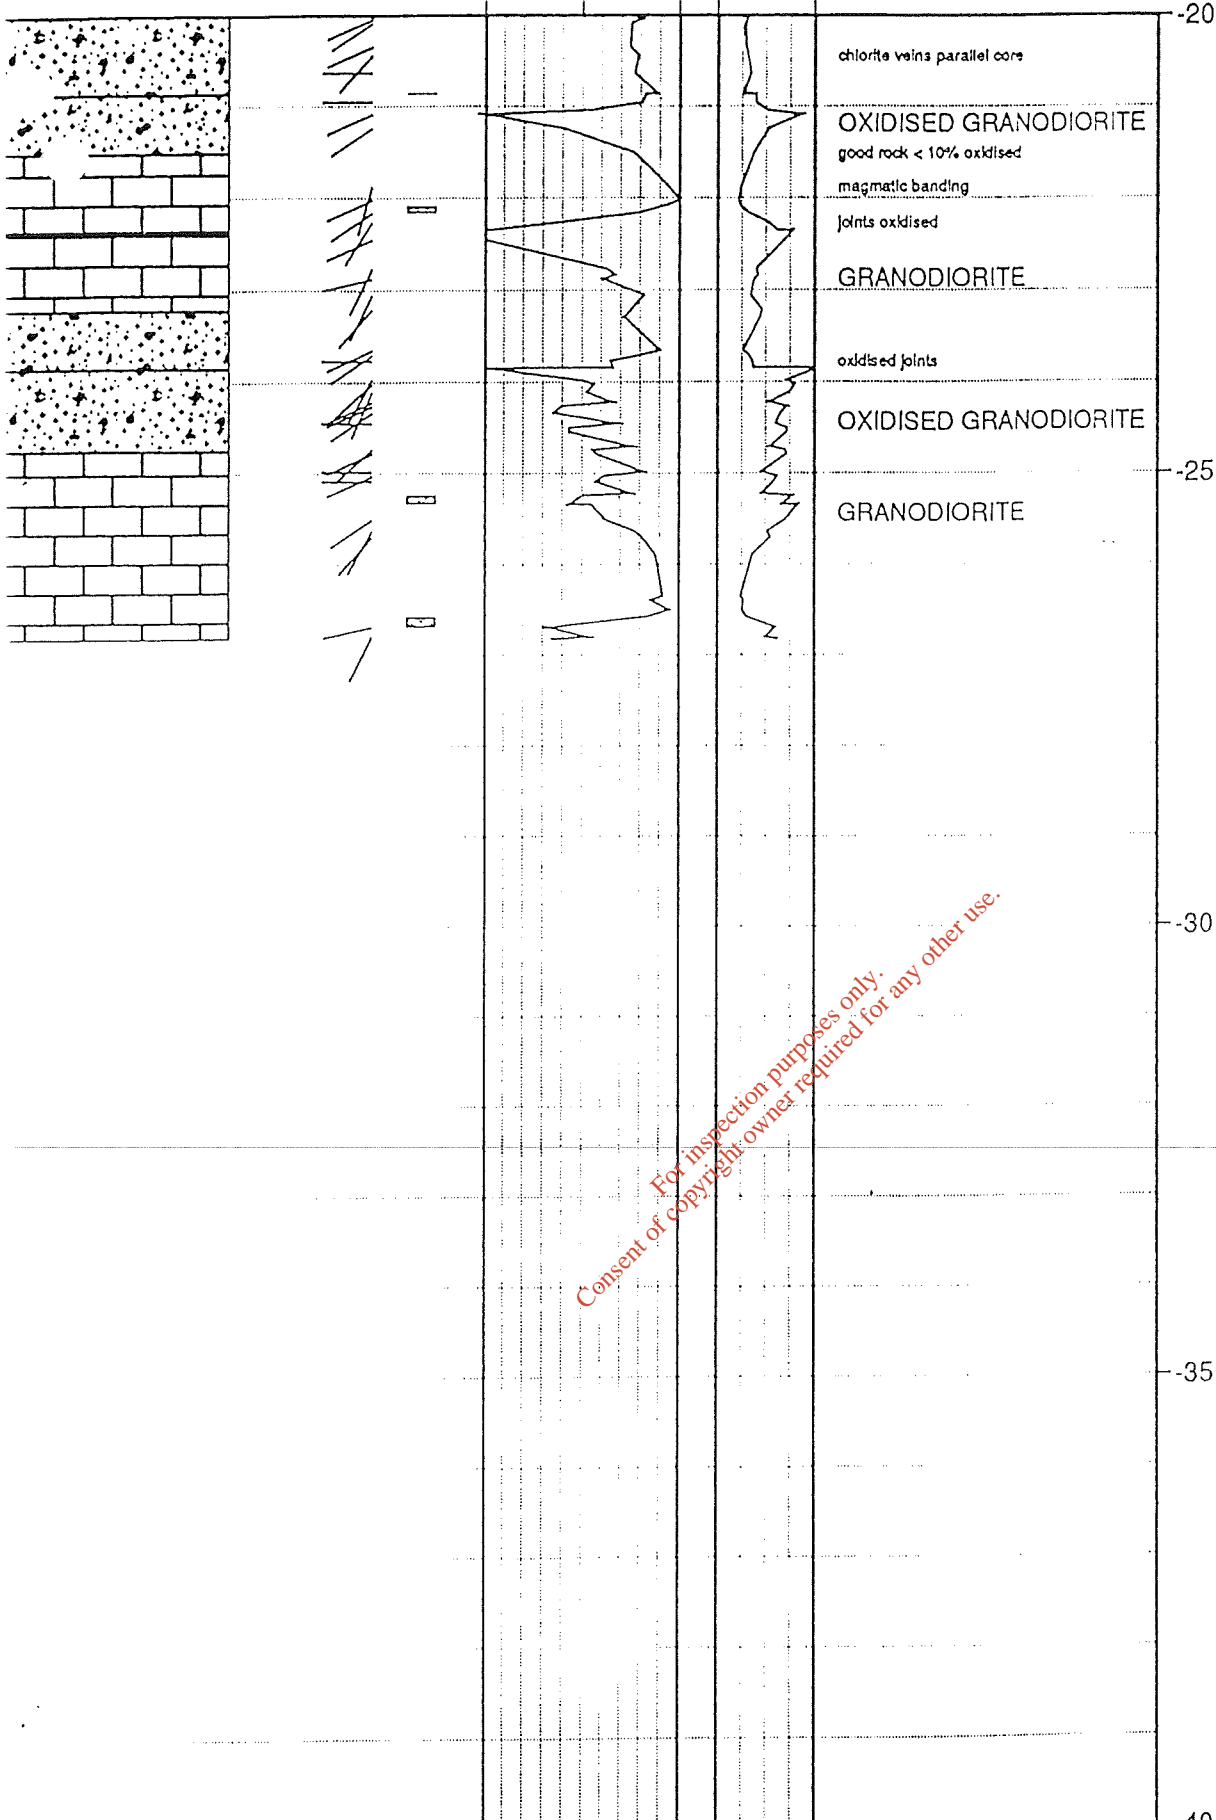 -20
chlorite veins parallel core
OXIDISED GRANODIORITE
good rock < 10% oxidised
magmatic banding
joints oxidised
GRANODIORITE
oxidised joints
OXIDISED GRANODIORITE
-25
GRANODIORITE
-30
For inspection purposes only.
Consent of copyright owner required for any other use.
-35